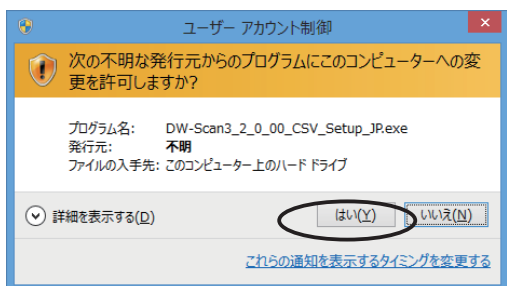 ユーザー アカウント制御
次の不明な発行元からのプログラムにこのコンピューターへの変
更を許可しますか?
プログラム名: DW-Scan3_2_0_00_CSV_Setup_JP.exe
発行元: 不明
ファイルの入手先: このコンピューター上のハード ドライブ
詳細を表示する(D) はい(Y) いいえ(N)
これらの通知を表示するタイミングを変更する